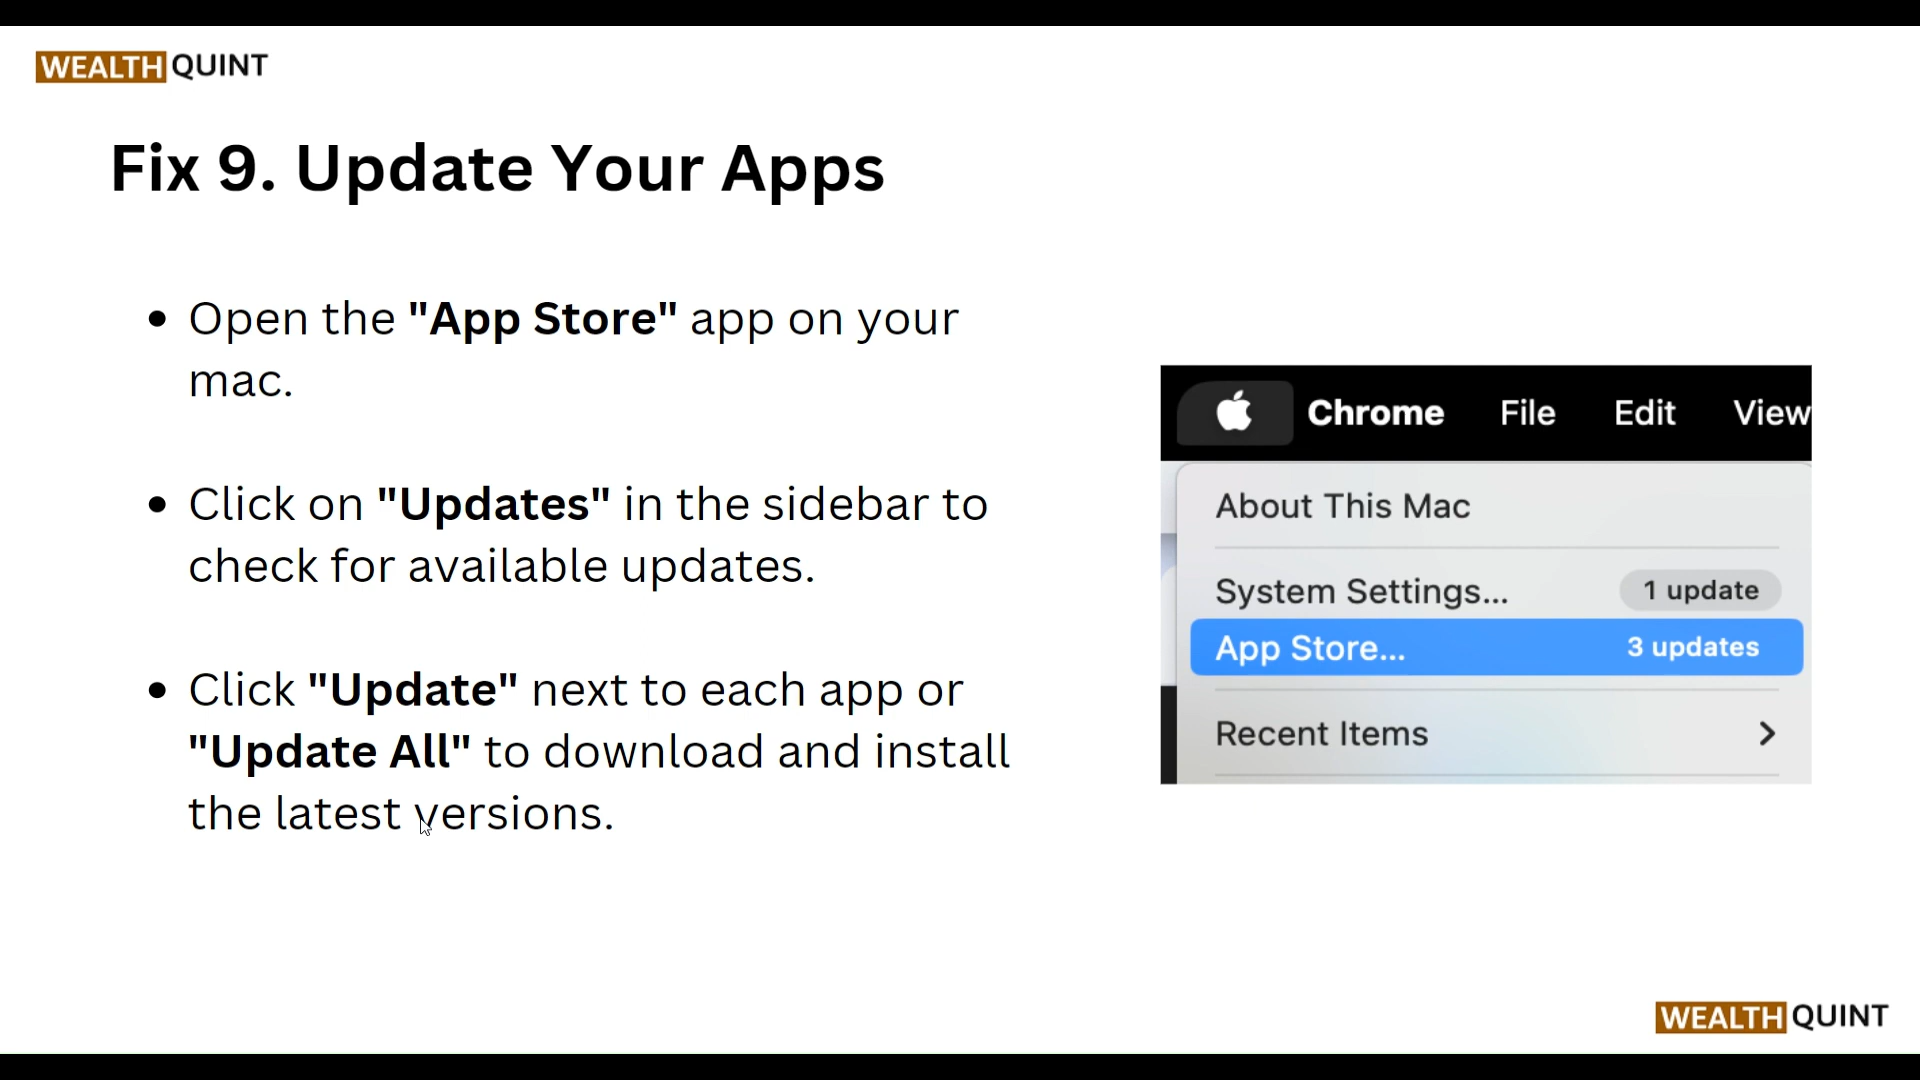 WEALTH QUINT
Fix 9. Update Your Apps
• Open the "App Store" app on your
mac.
• Click on "Updates" in the sidebar to
check for available updates.
• Click "Update" next to each app or
"Update All" to download and install
the latest versions.
Chrome File Edit View
About This Mac
System Settings... 1 update
App Store... 3 updates
Recent Items
WEALTH QUINT